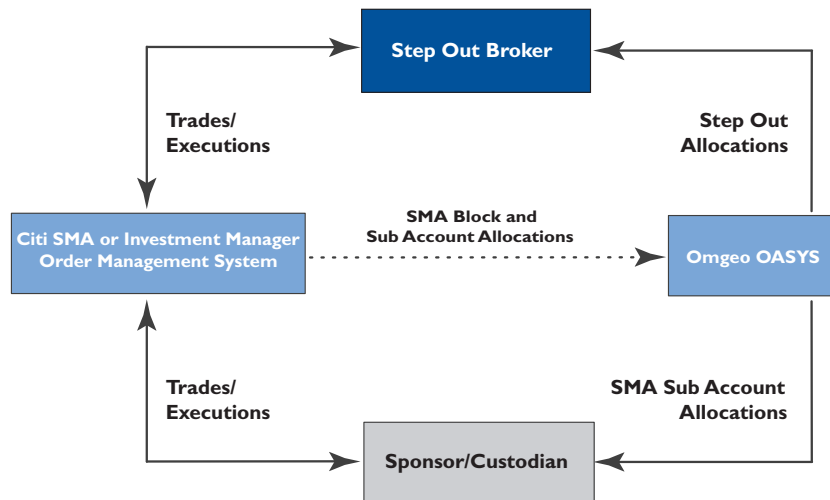 Step Out Broker
Trades/
Executions
Step Out
Allocations
SMA Block and
Sub Account Allocations
Citi SMA or Investment Manager
Order Management System
Omgeo OASYS
Trades/
Executions
SMA Sub Account
Allocations
Sponsor/Custodian